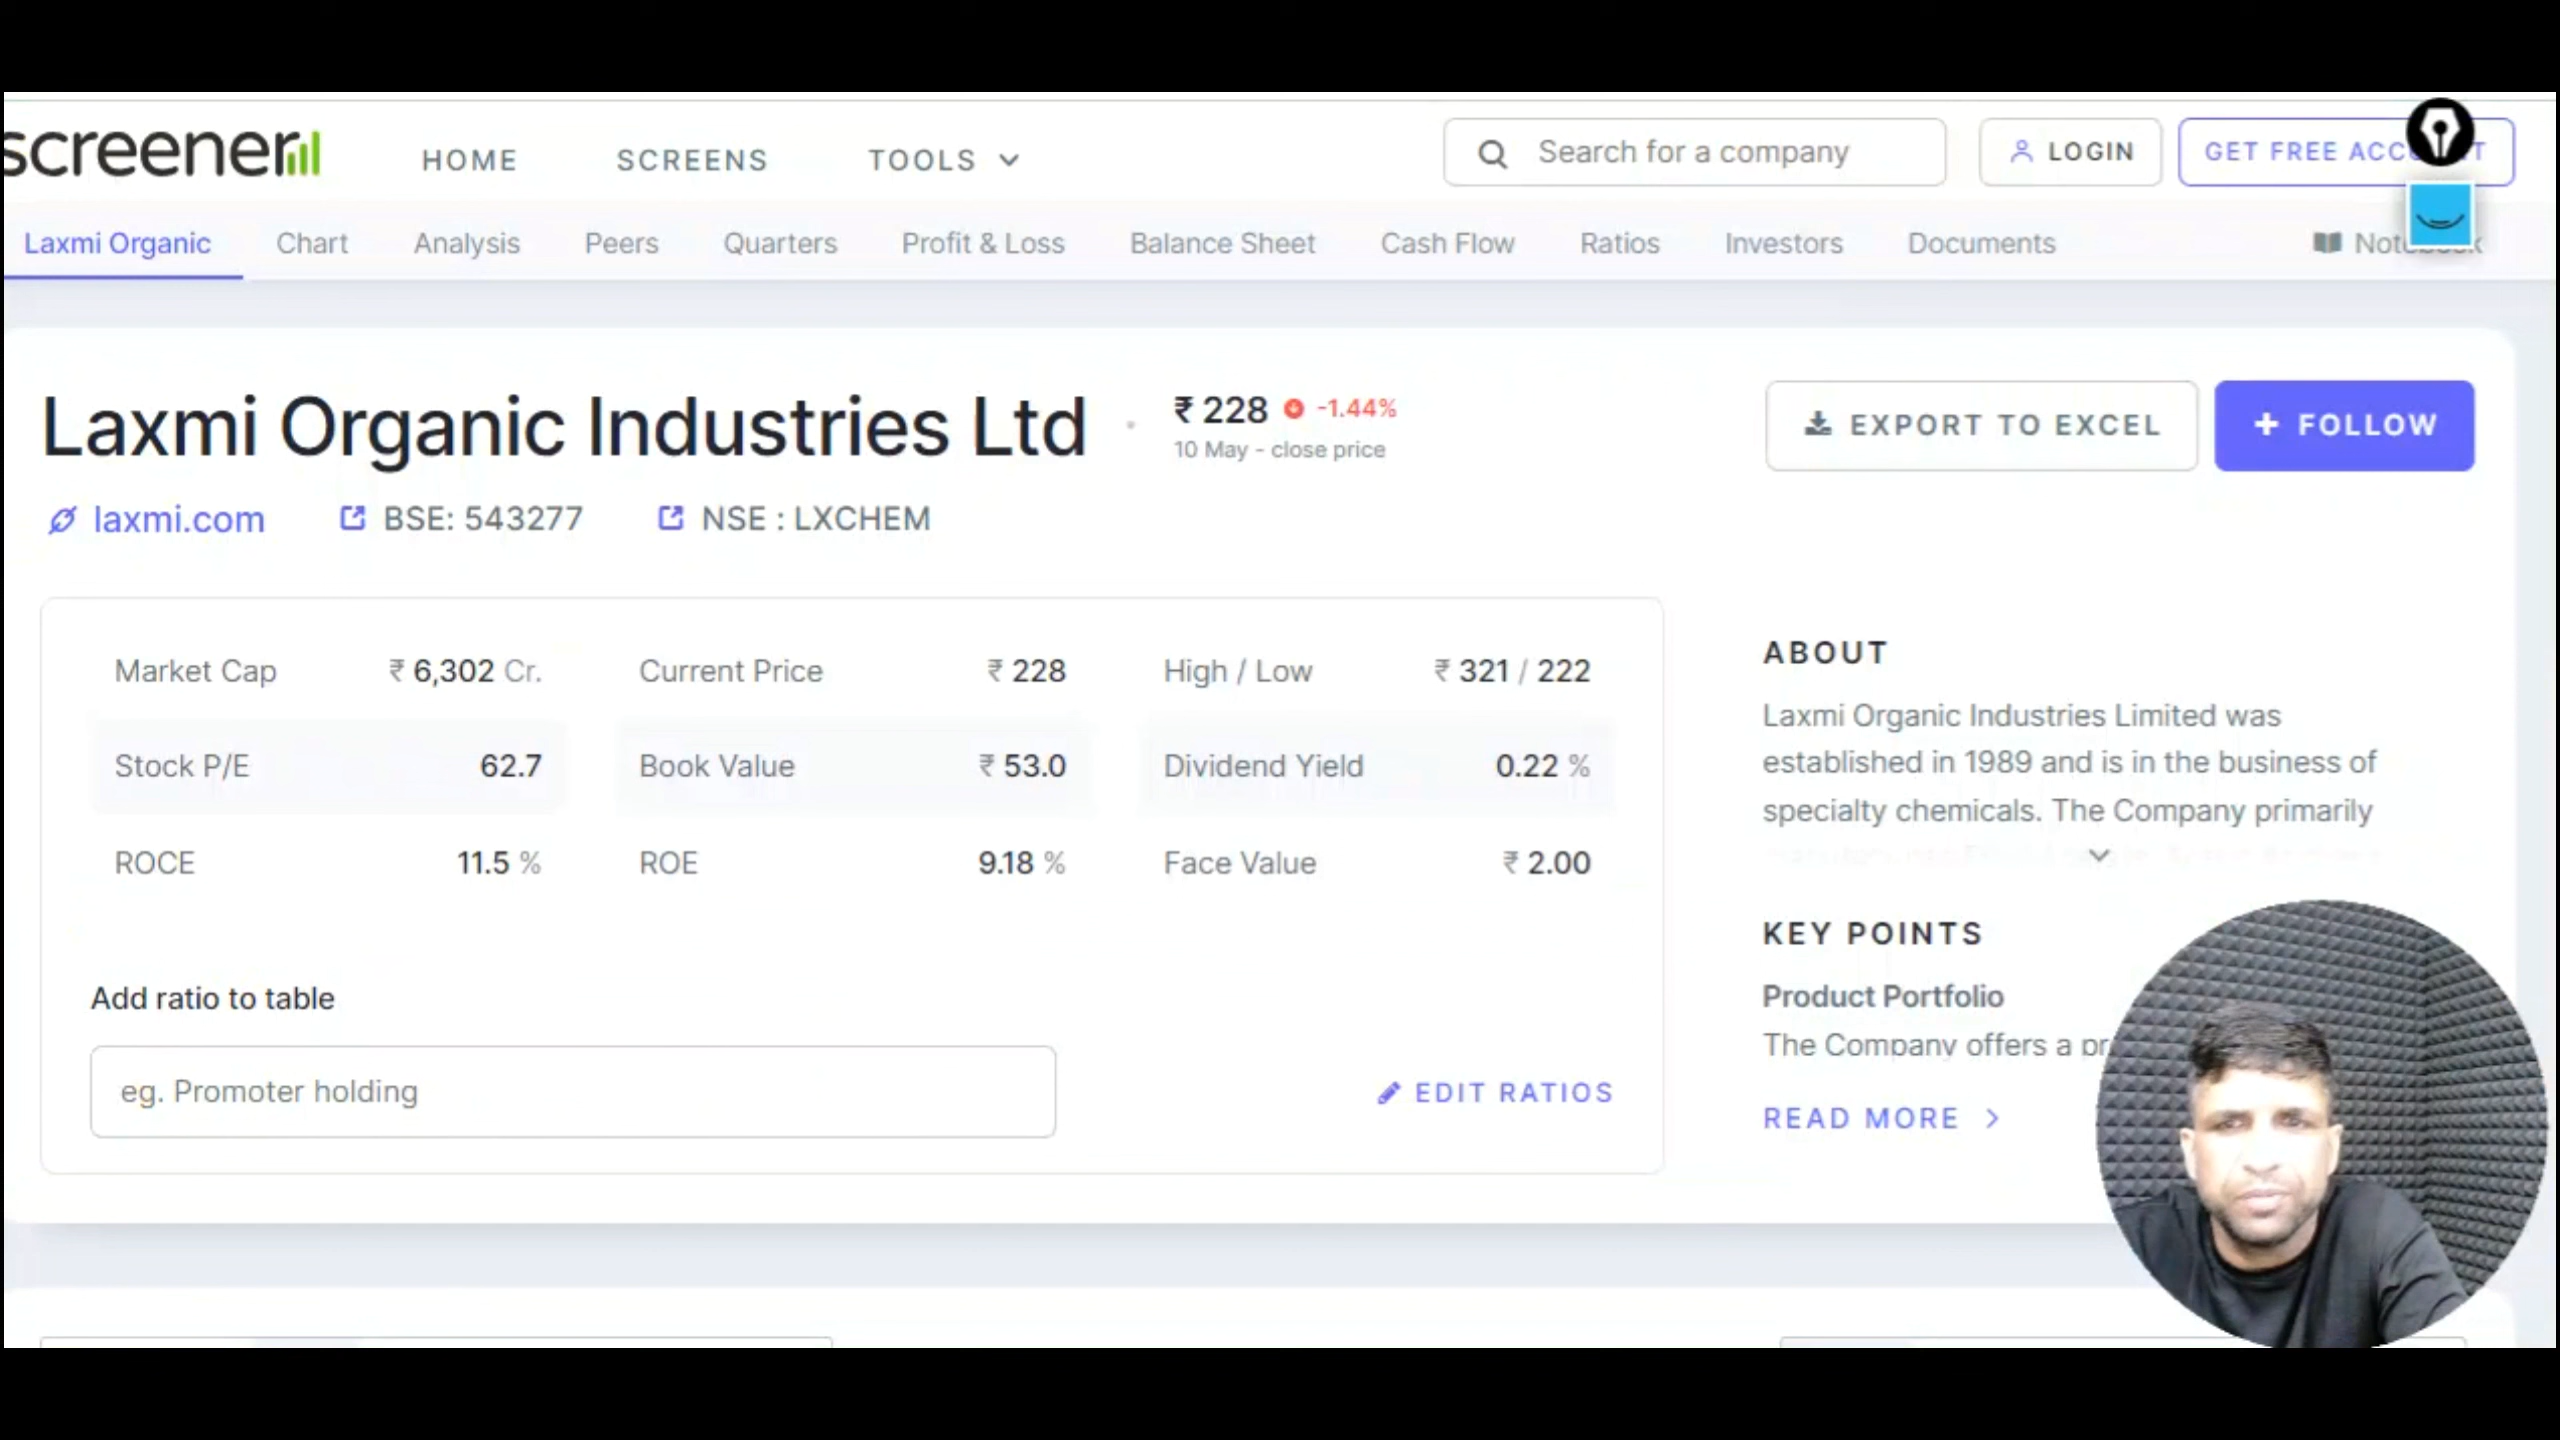 screener
HOME SCREENS TOOLS
Search for a company
LOGIN
GET FREE
Laxmi Organic Chart Analysis Peers Quarters Profit & Loss Balance Sheet Cash Flow Ratios Investors Documents
Laxmi Organic Industries Ltd
₹ 228 -1.44%
10 May - close price
EXPORT TO EXCEL
+ FOLLOW
laxmi.com BSE: 543277 NSE : LXCHEM
Market Cap ₹ 6,302 Cr. Current Price ₹ 228 High / Low ₹ 321 / 222
Stock P/E 62.7 Book Value ₹ 53.0 Dividend Yield 0.22 %
ROCE 11.5 % ROE 9.18 % Face Value ₹ 2.00
Add ratio to table
eg. Promoter holding
EDIT RATIOS
ABOUT
Laxmi Organic Industries Limited was
established in 1989 and is in the business of
specialty chemicals. The Company primarily
KEY POINTS
Product Portfolio
The Company offers a pr
READ MORE